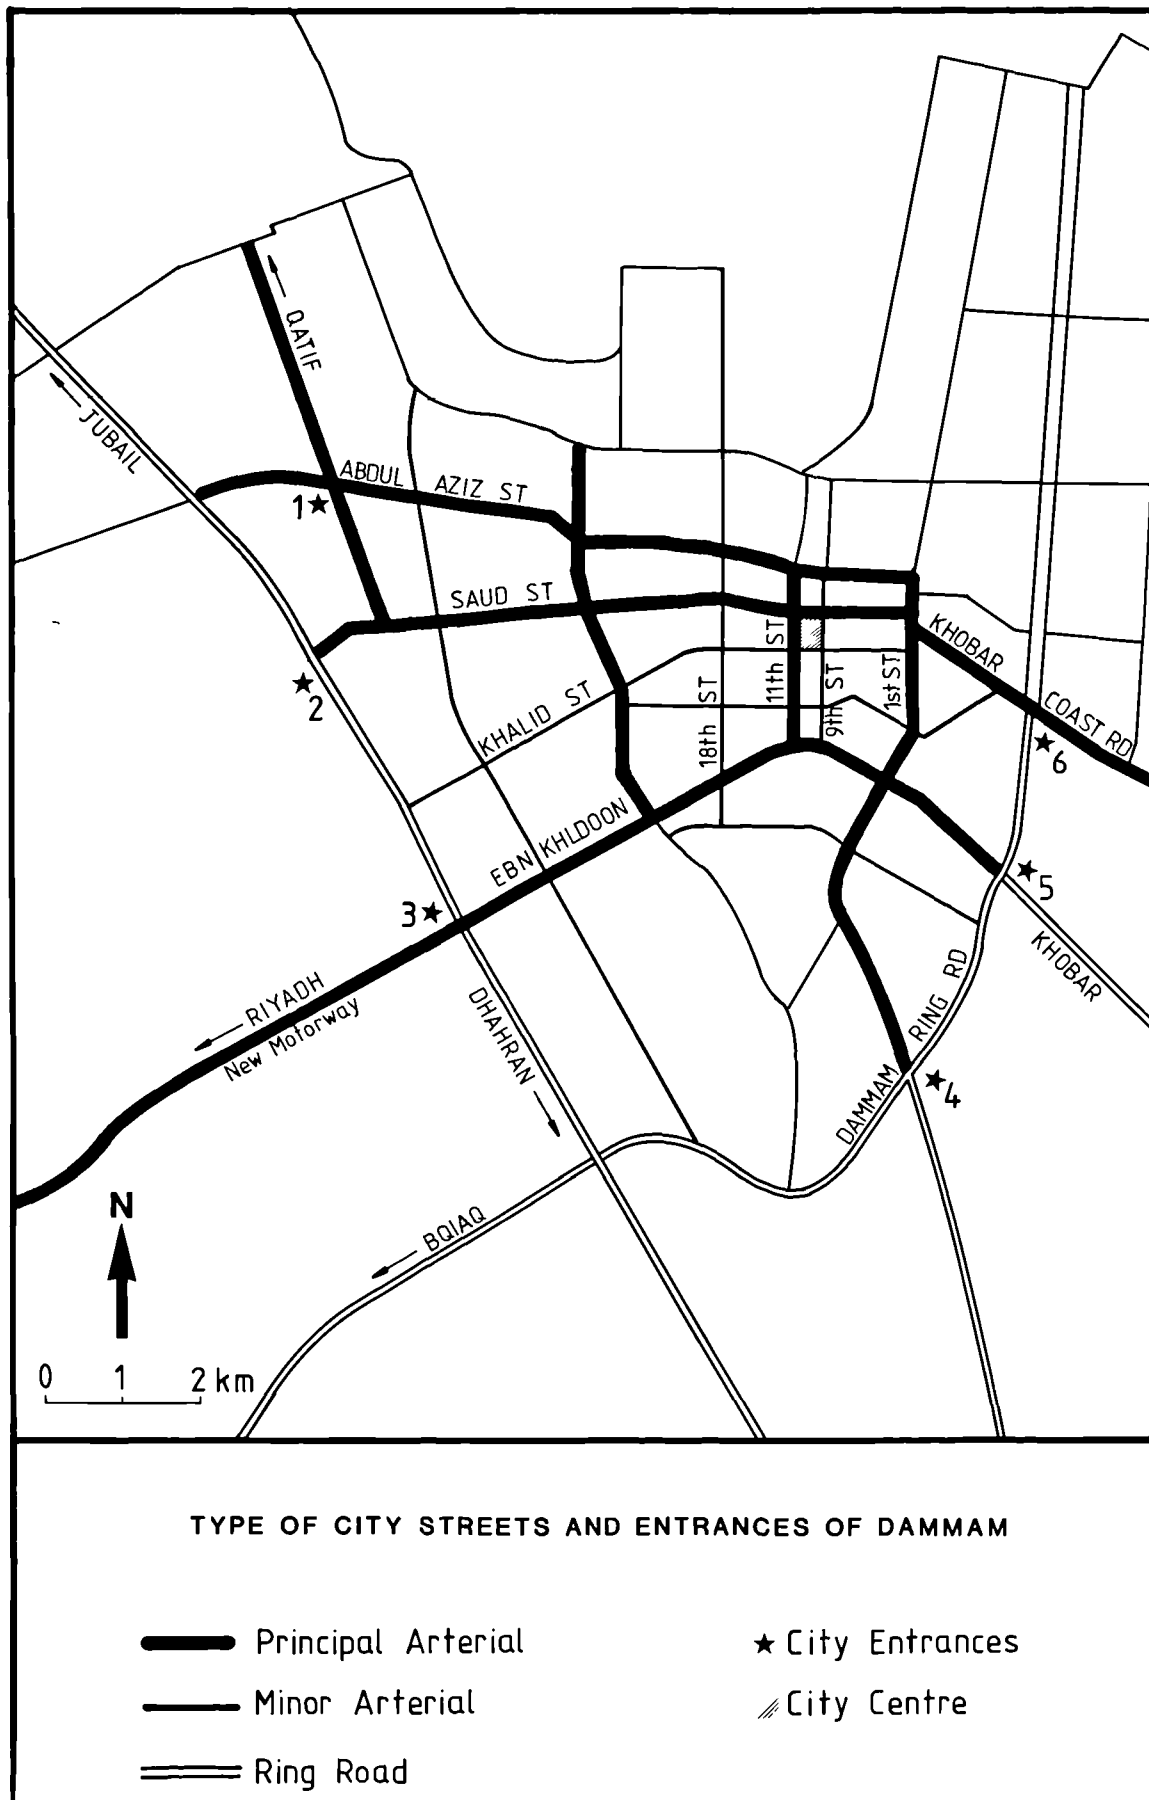 QATIF
JUBAIL
ABDUL AZIZ ST
1
SAUD ST
2
KHALID ST
18th ST
11th ST
9th ST
1st ST
KHOBAR
COAST RD
6
EBN KHLDOON
5
3
KHOBAR
RIYADH
New Motorway
DHAHRAN
DAMMAM RING RD
4
BQIAQ
N
0 1 2 km
TYPE OF CITY STREETS AND ENTRANCES OF DAMMAM
Principal Arterial
City Entrances
Minor Arterial
City Centre
Ring Road